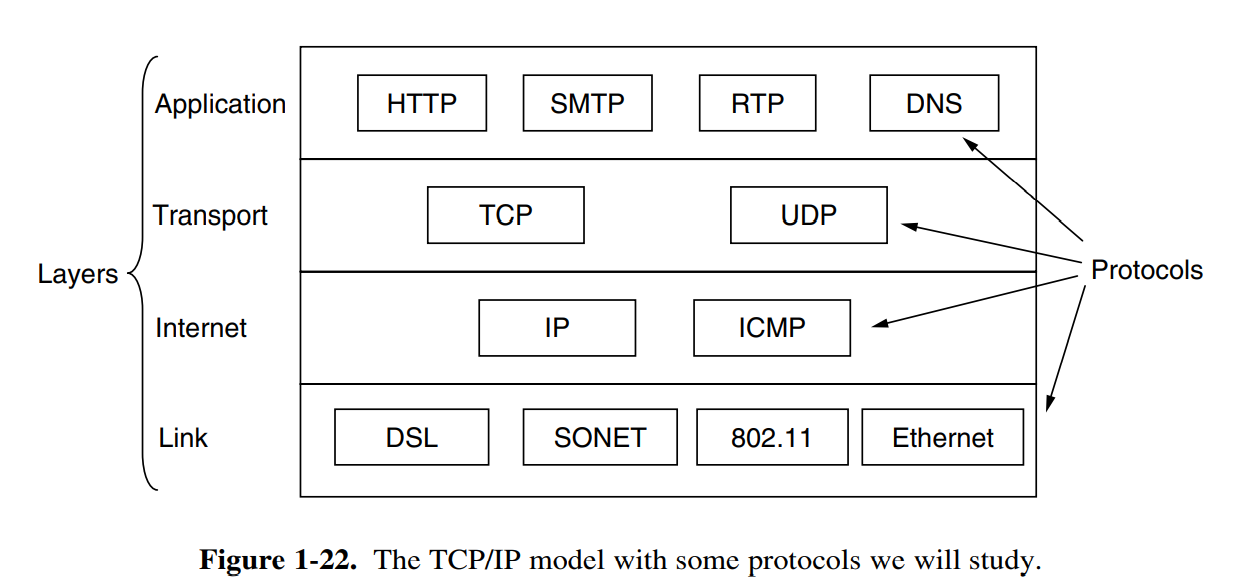 Application HTTP SMTP RTP DNS
Transport TCP UDP
Layers Protocols
Internet IP ICMP
Link DSL SONET 802.11 Ethernet
Figure 1-22. The TCP/IP model with some protocols we will study.